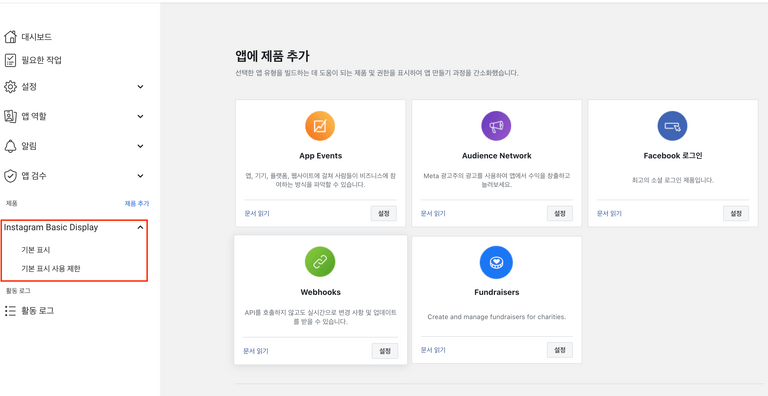 대시보드
필요한 작업
설정
앱 역할
알림
앱 검수
제품
제품 추가
Instagram Basic Display
기본 표시
기본 표시 사용 제한
활동 로그
활동 로그
앱에 제품 추가
선택한 앱 유형을 빌드하는 데 도움이 되는 제품 및 권한을 표시하여 앱 만들기 과정을 간소화했습니다.
App Events
앱, 기기, 플랫폼, 웹사이트에 걸쳐 사람들이 비즈니스에 참
여하는 방식을 파악할 수 있습니다.
문서 읽기
설정
Audience Network
Meta 광고주의 광고를 사용하여 앱에서 수익을 창출하고
늘려보세요.
문서 읽기
설정
Facebook 로그인
최고의 소셜 로그인 제품입니다.
문서 읽기
설정
Webhooks
API를 호출하지 않고도 실시간으로 변경 사항 및 업데이트
를 받을 수 있습니다.
문서 읽기
설정
Fundraisers
Create and manage fundraisers for charities.
문서 읽기
설정